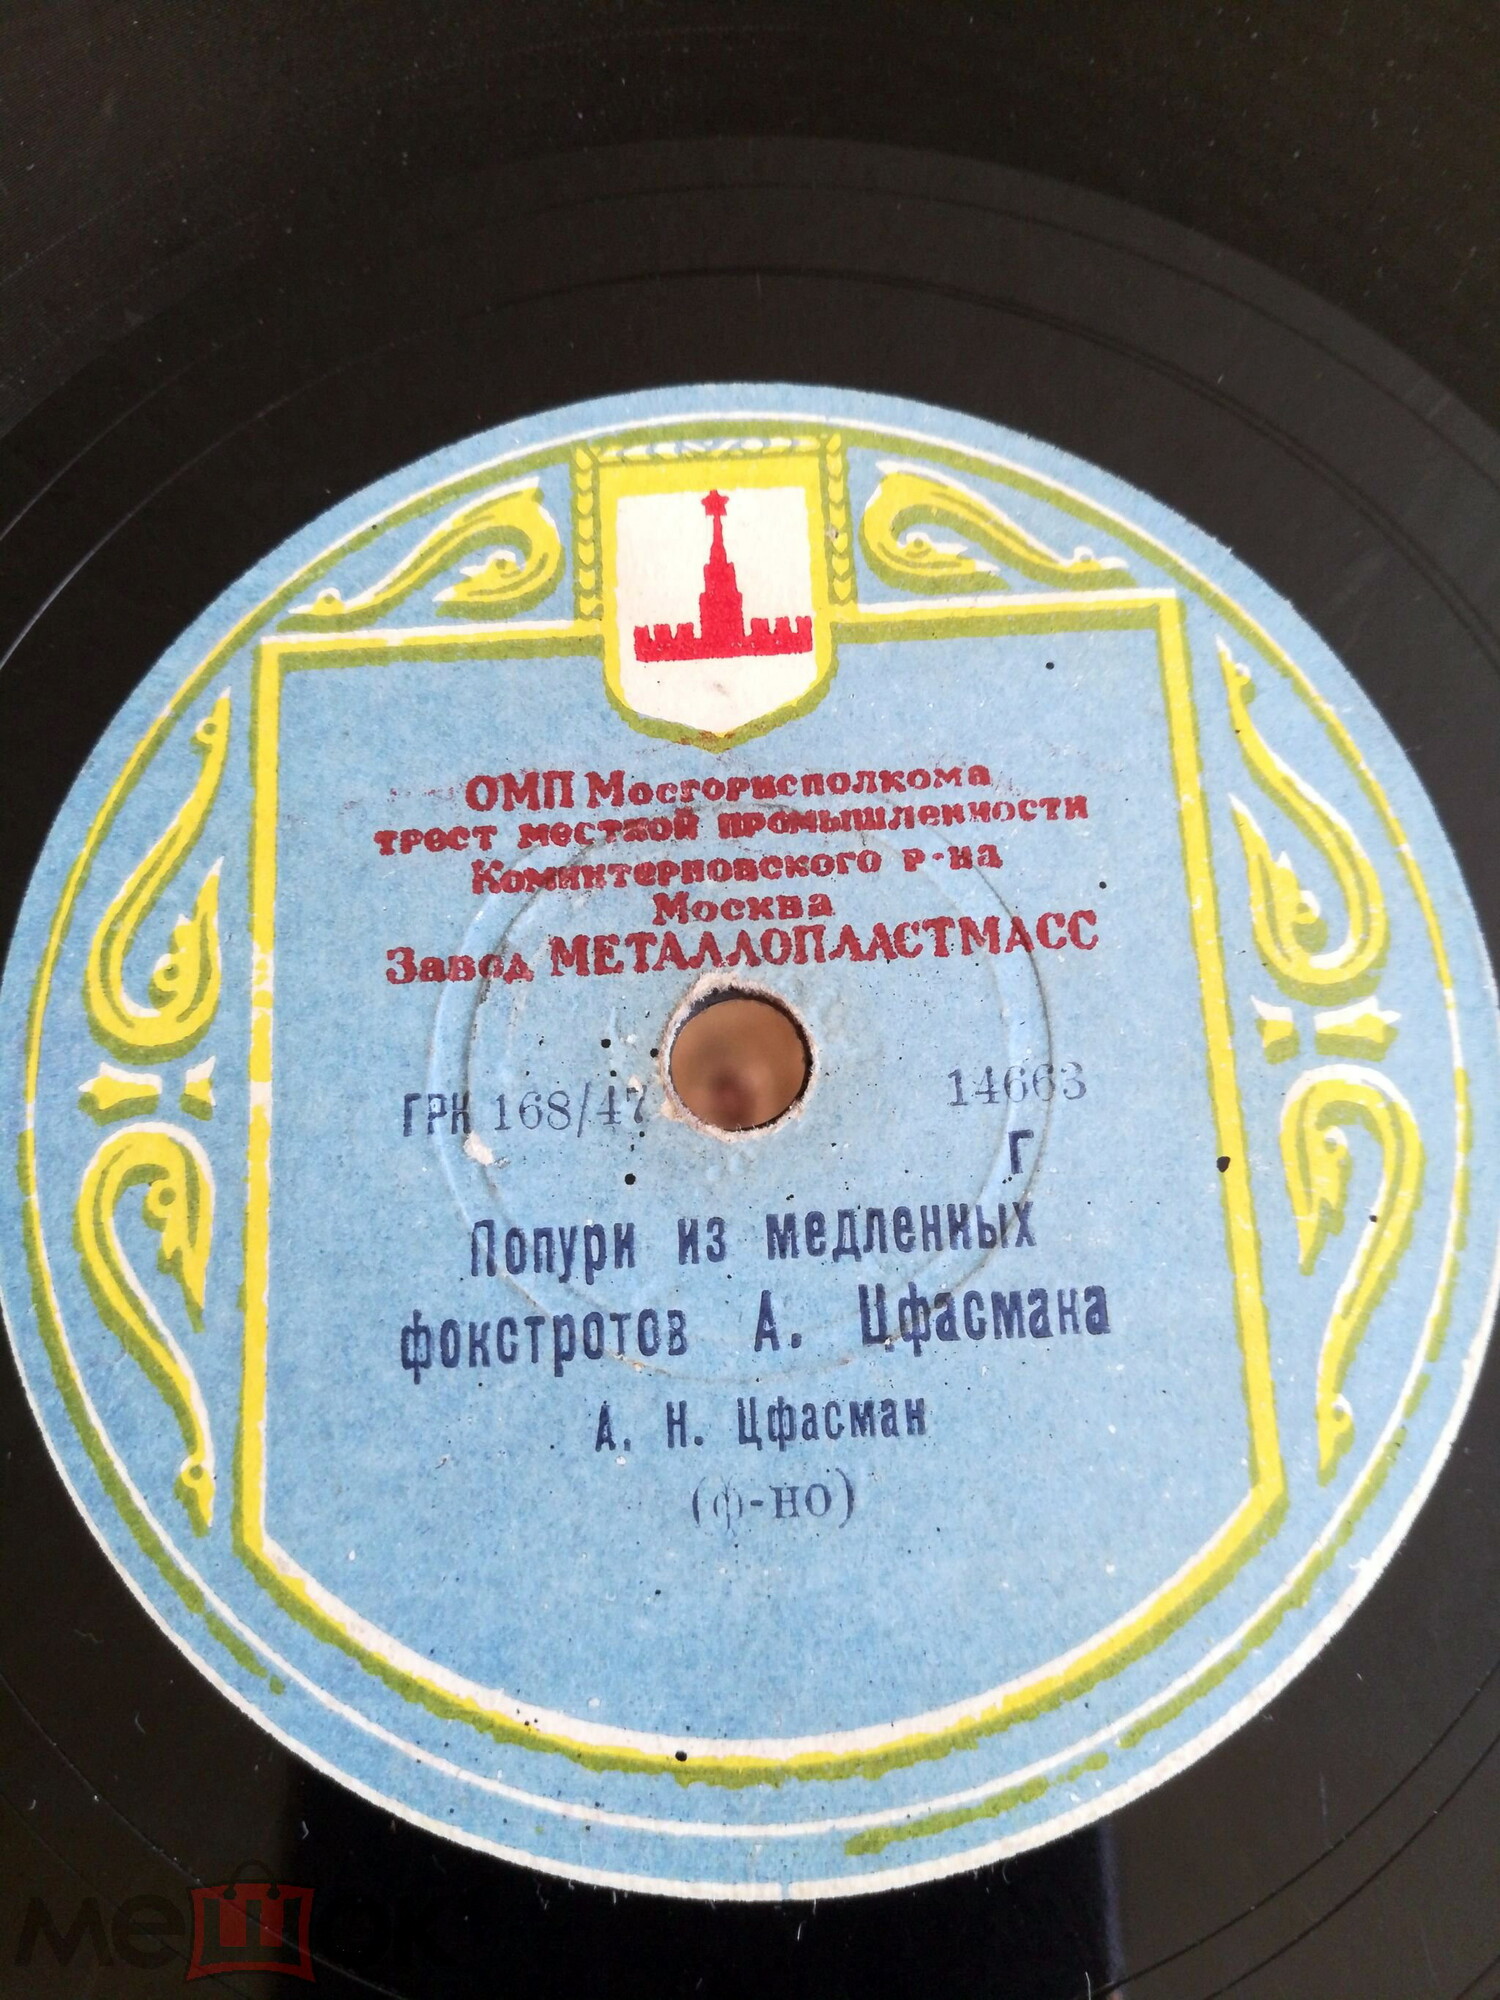 ОМП Мосгорисполкома
трест местной промышленности
Коминтерновского р-на
Москва
Завод МЕТАЛЛОПЛАСТМАСС
ГРК 168/47 14663
Г
Попури из медленных
фокстротов А. Цфасмана
А. Н. Цфасман
(ф-но)
мешок